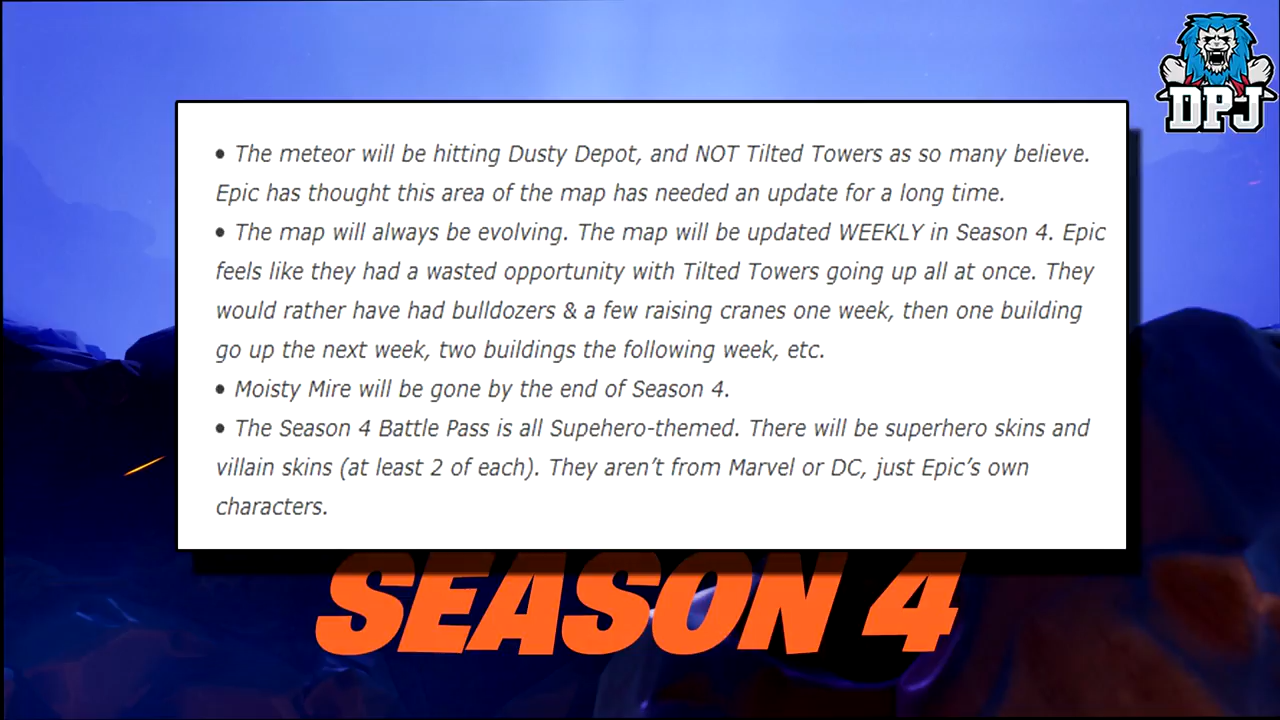 DPJ
• The meteor will be hitting Dusty Depot, and NOT Tilted Towers as so many believe.
Epic has thought this area of the map has needed an update for a long time.
• The map will always be evolving. The map will be updated WEEKLY in Season 4. Epic
feels like they had a wasted opportunity with Tilted Towers going up all at once. They
would rather have had bulldozers & a few raising cranes one week, then one building
go up the next week, two buildings the following week, etc.
• Moisty Mire will be gone by the end of Season 4.
• The Season 4 Battle Pass is all Supehero-themed. There will be superhero skins and
villain skins (at least 2 of each). They aren’t from Marvel or DC, just Epic’s own
characters.
SEASON 4